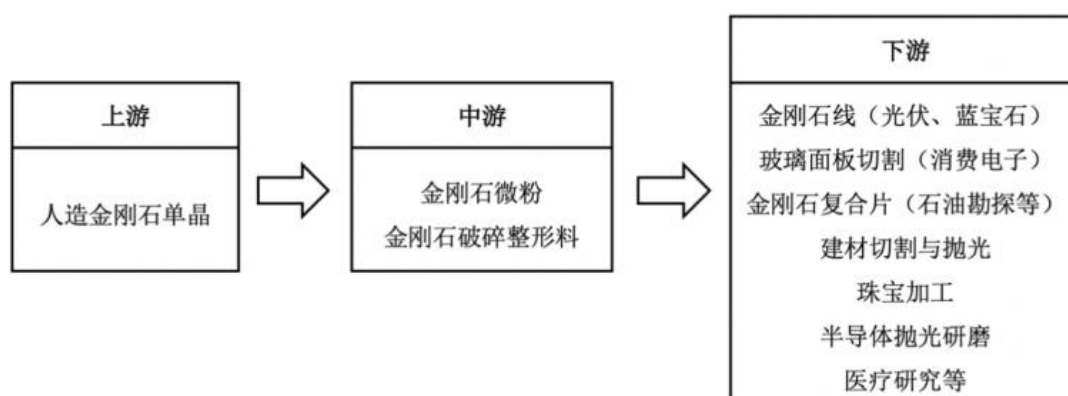 上游
人造金刚石单晶
中游
金刚石微粉
金刚石破碎整形料
下游
金刚石线（光伏、蓝宝石）
玻璃面板切割（消费电子）
金刚石复合片（石油勘探等）
建材切割与抛光
珠宝加工
半导体抛光研磨
医疗研究等